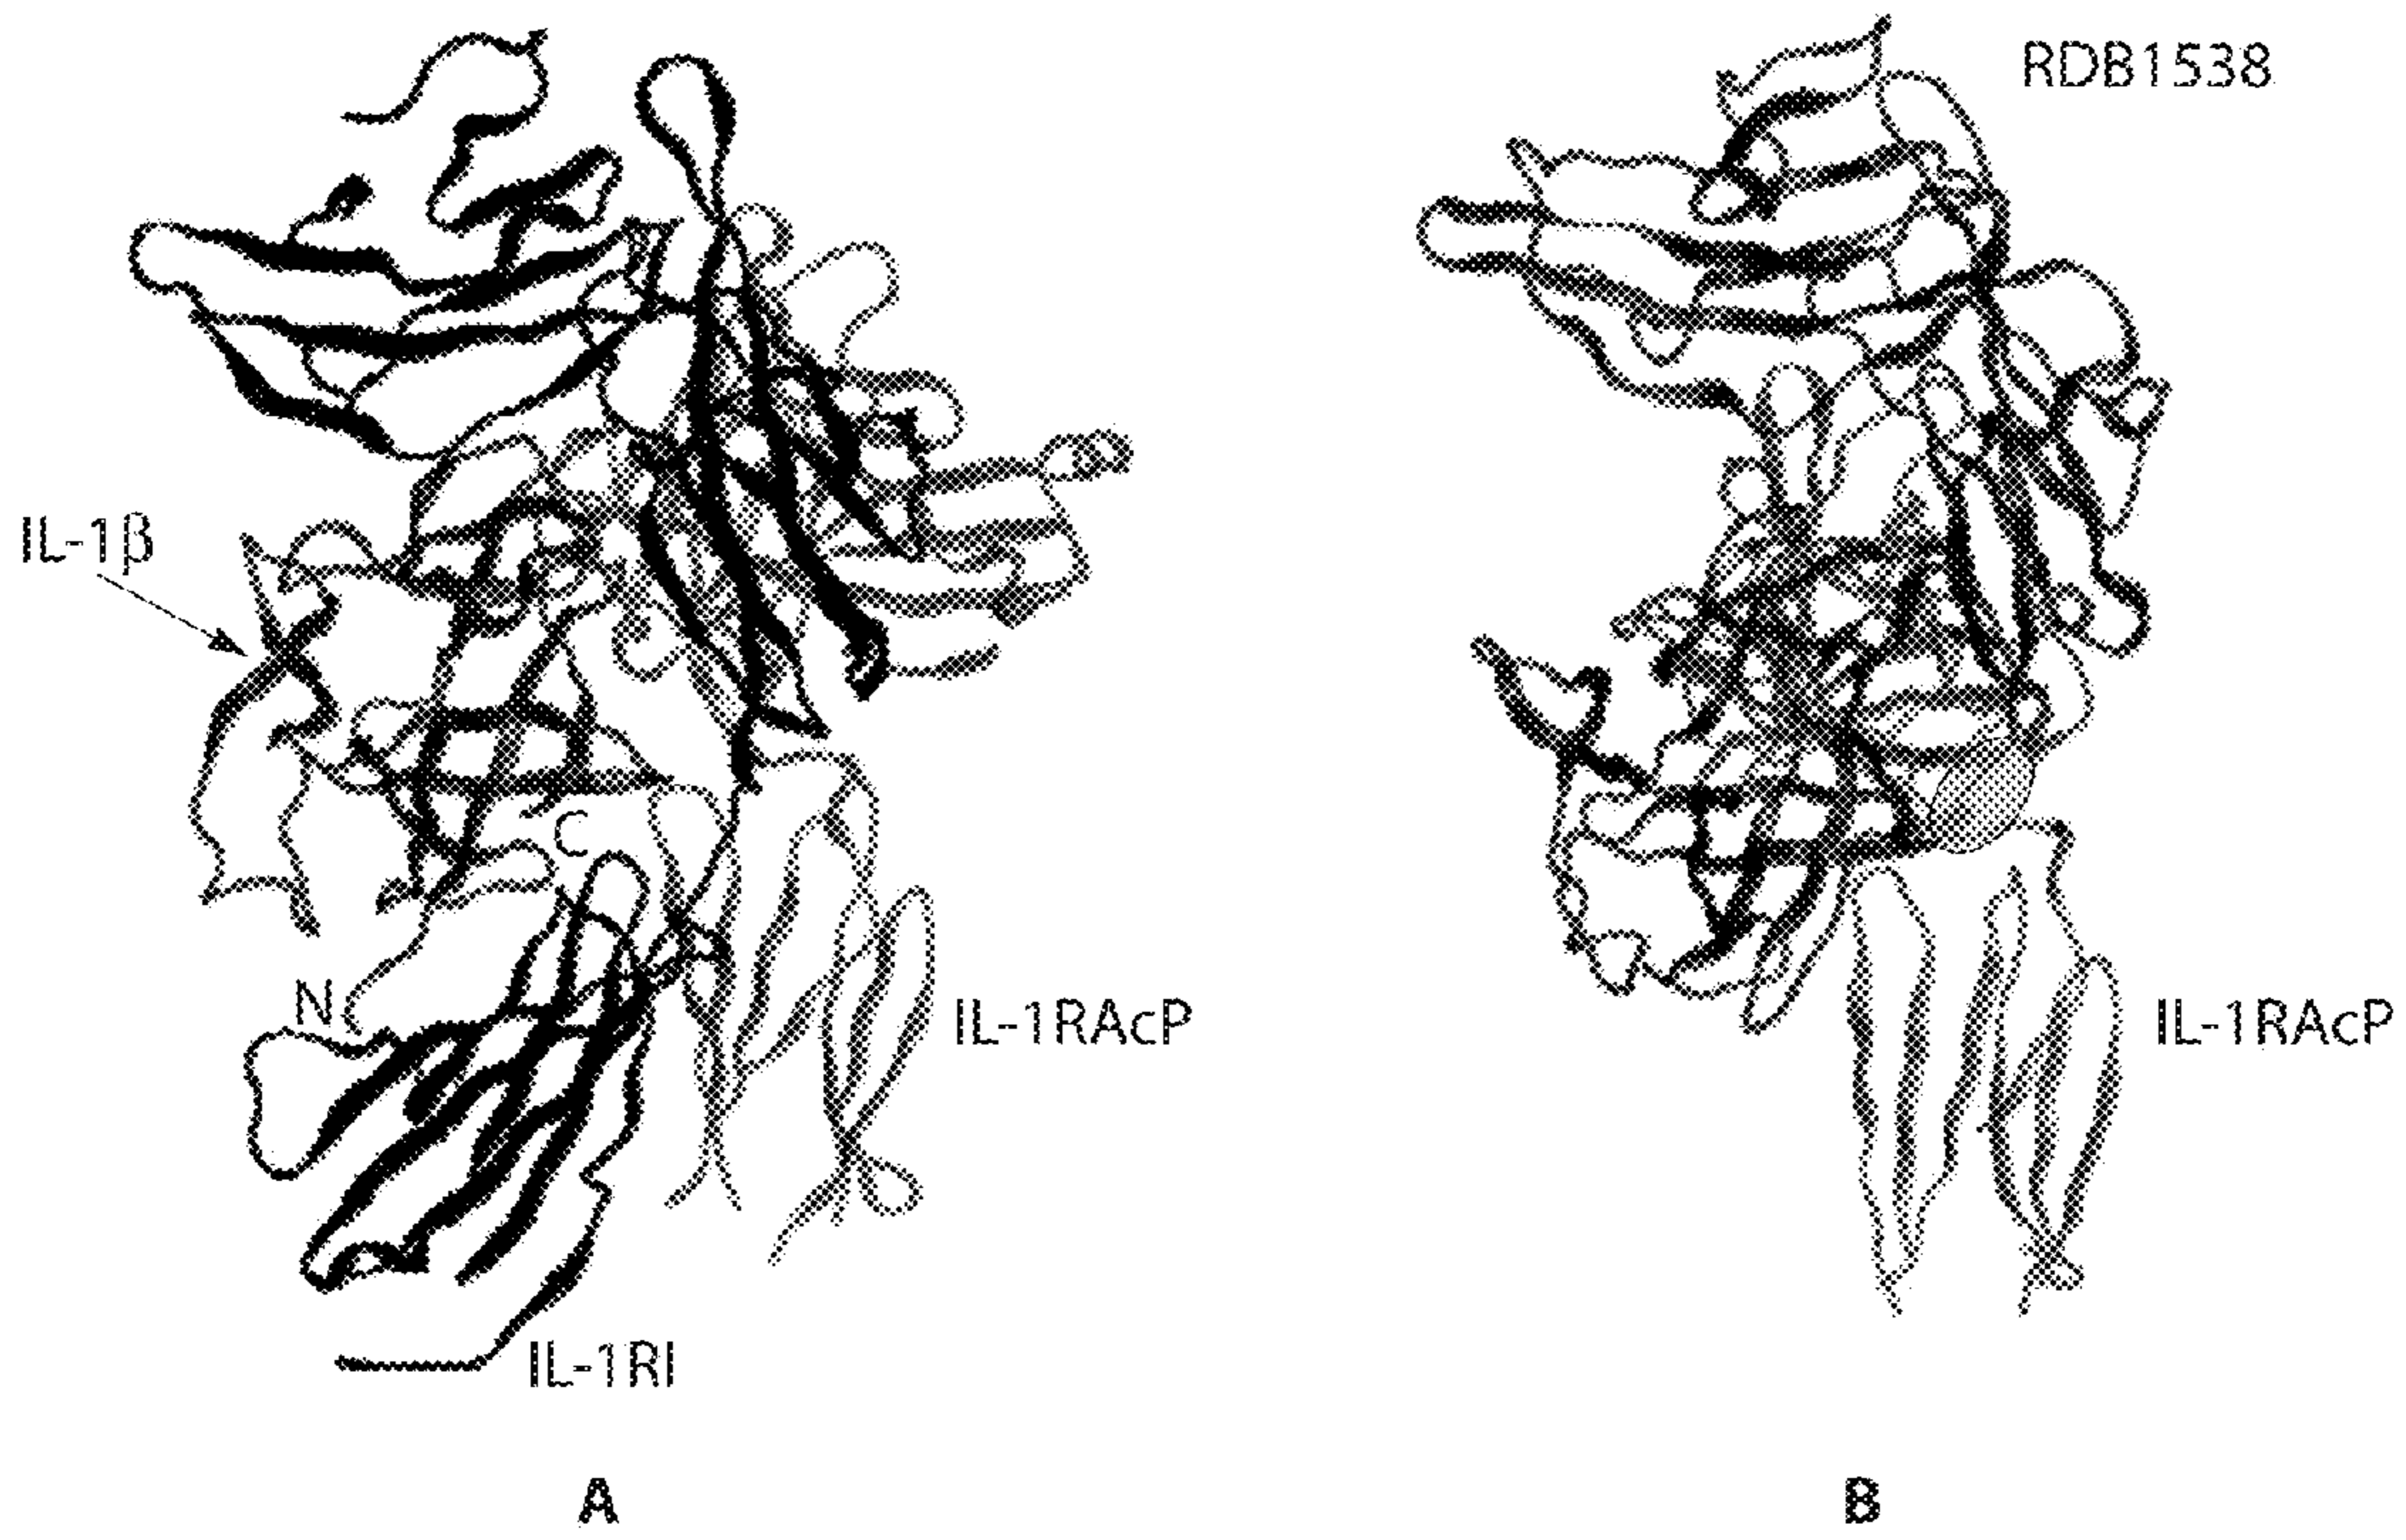 RDB1538
IL-1β
C
N
IL-1RAcP
IL-1RAcP
IL-1RI
A
B